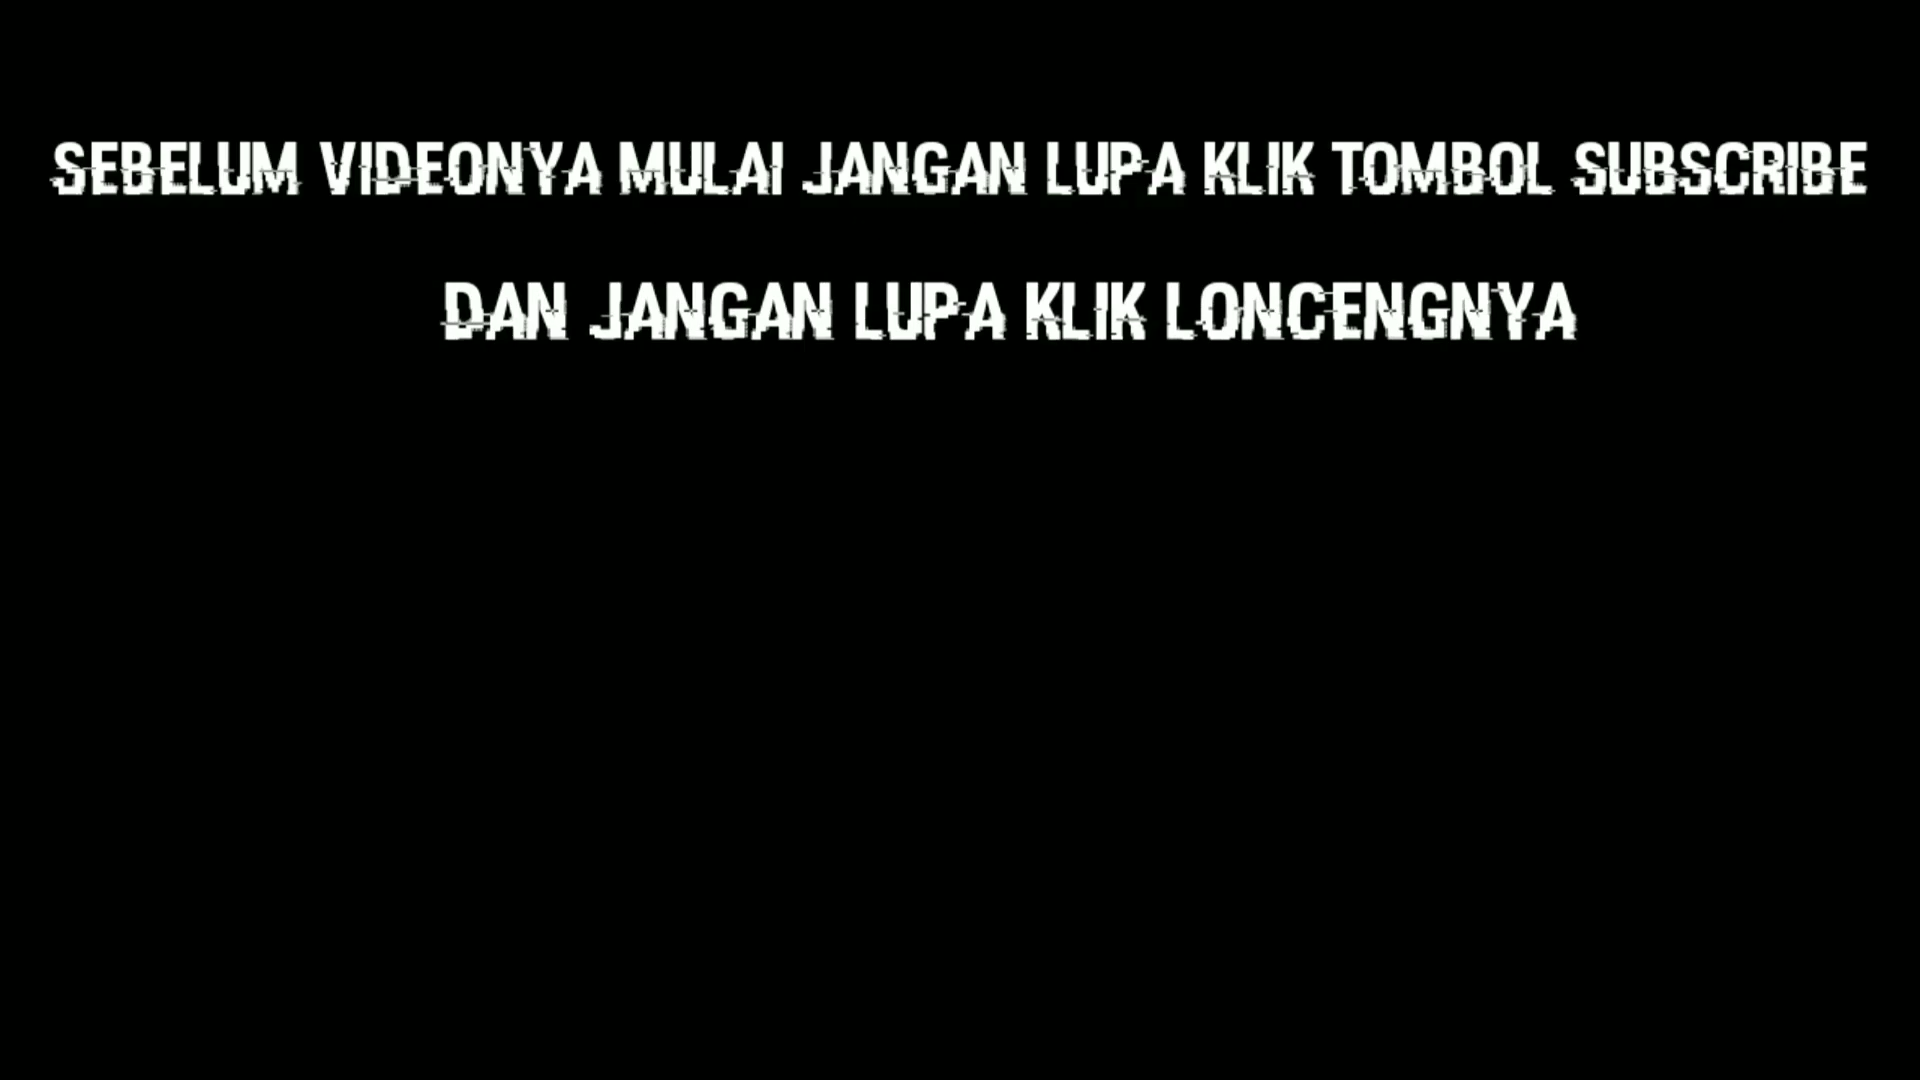 SEBELUM VIDEONYA MULAI JANGAN LUPA KLIK TOMBOL SUBSCRIBE
DAN JANGAN LUPA KLIK LONCENGNYA